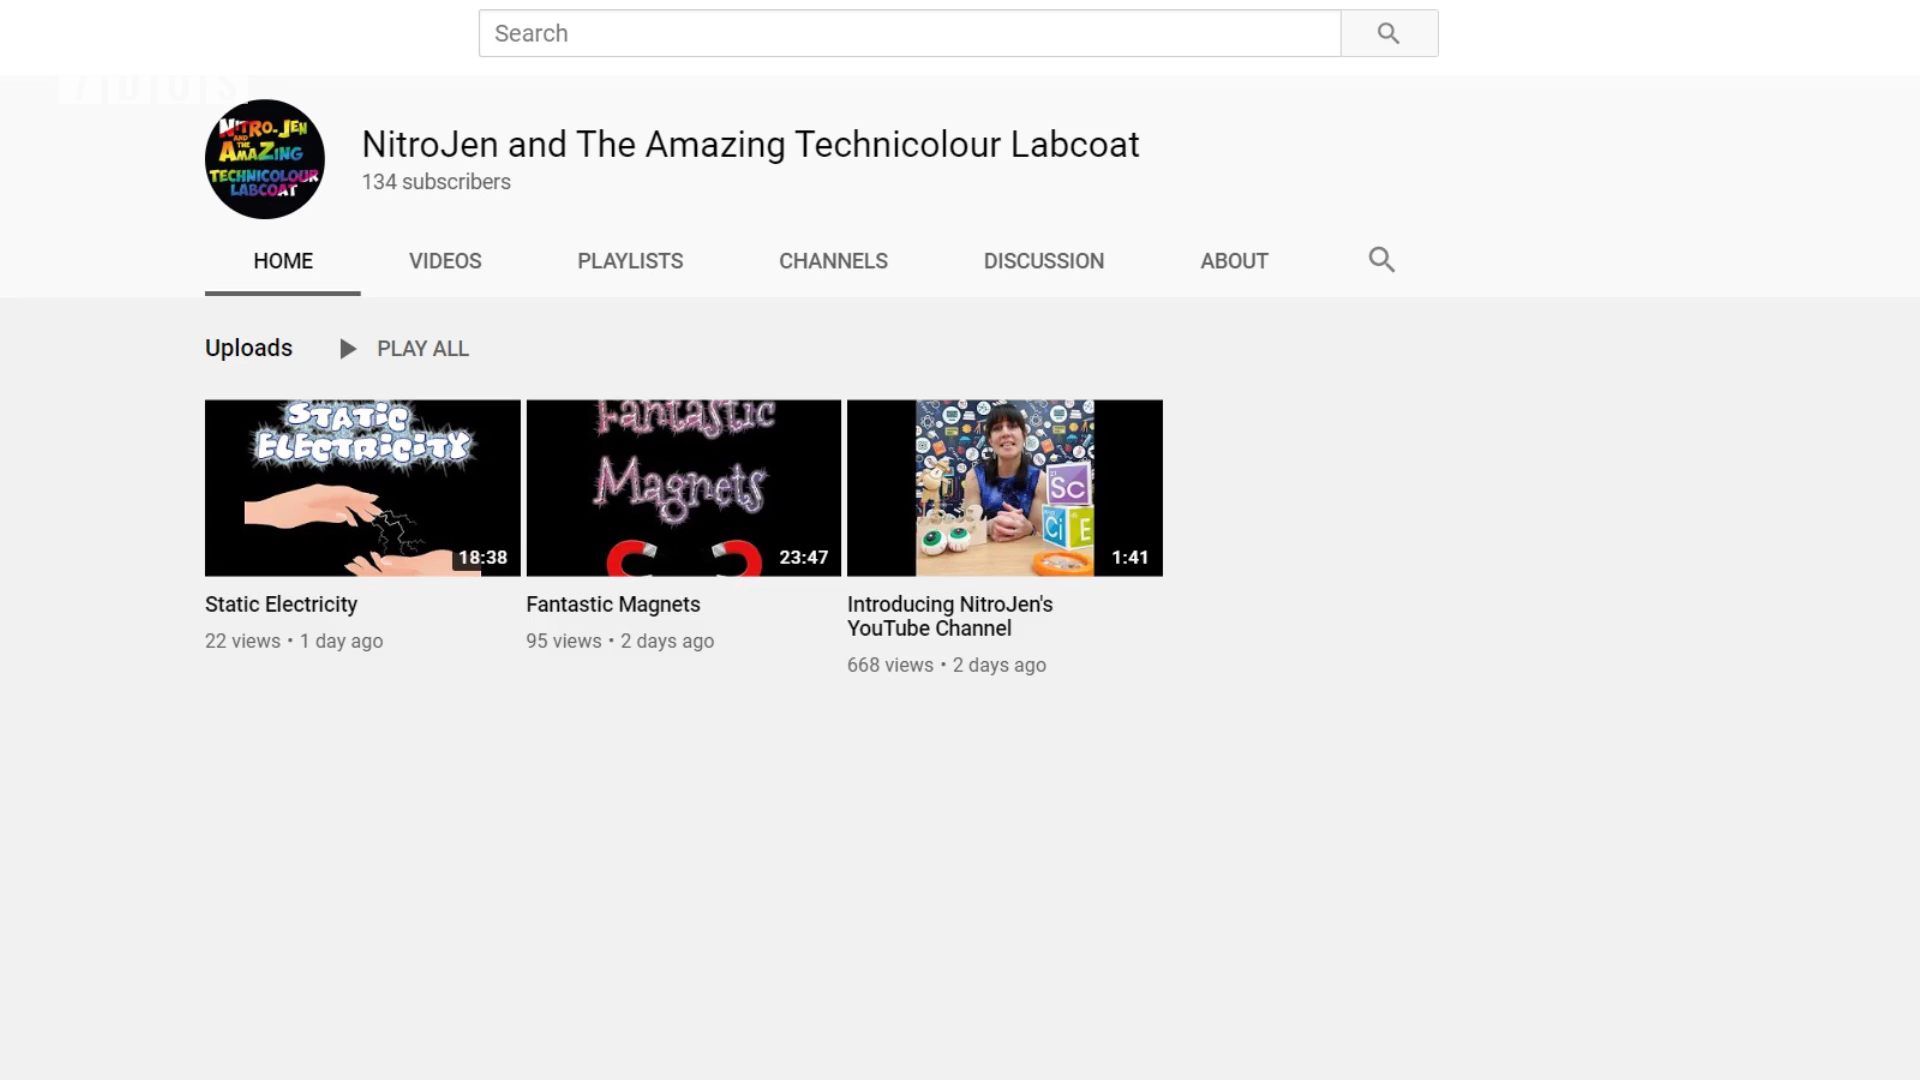 Search
NITRO-JEN
AND THE
AMAZING
TECHNICOLOUR
LABCOAT
NitroJen and The Amazing Technicolour Labcoat
134 subscribers
HOME VIDEOS PLAYLISTS CHANNELS DISCUSSION ABOUT
Uploads PLAY ALL
STATIC
ELECTRICITY
18:38
Fantastic
Magnets
23:47
Sc
Ci E
1:41
Static Electricity
22 views • 1 day ago
Fantastic Magnets
95 views • 2 days ago
Introducing NitroJen's
YouTube Channel
668 views • 2 days ago